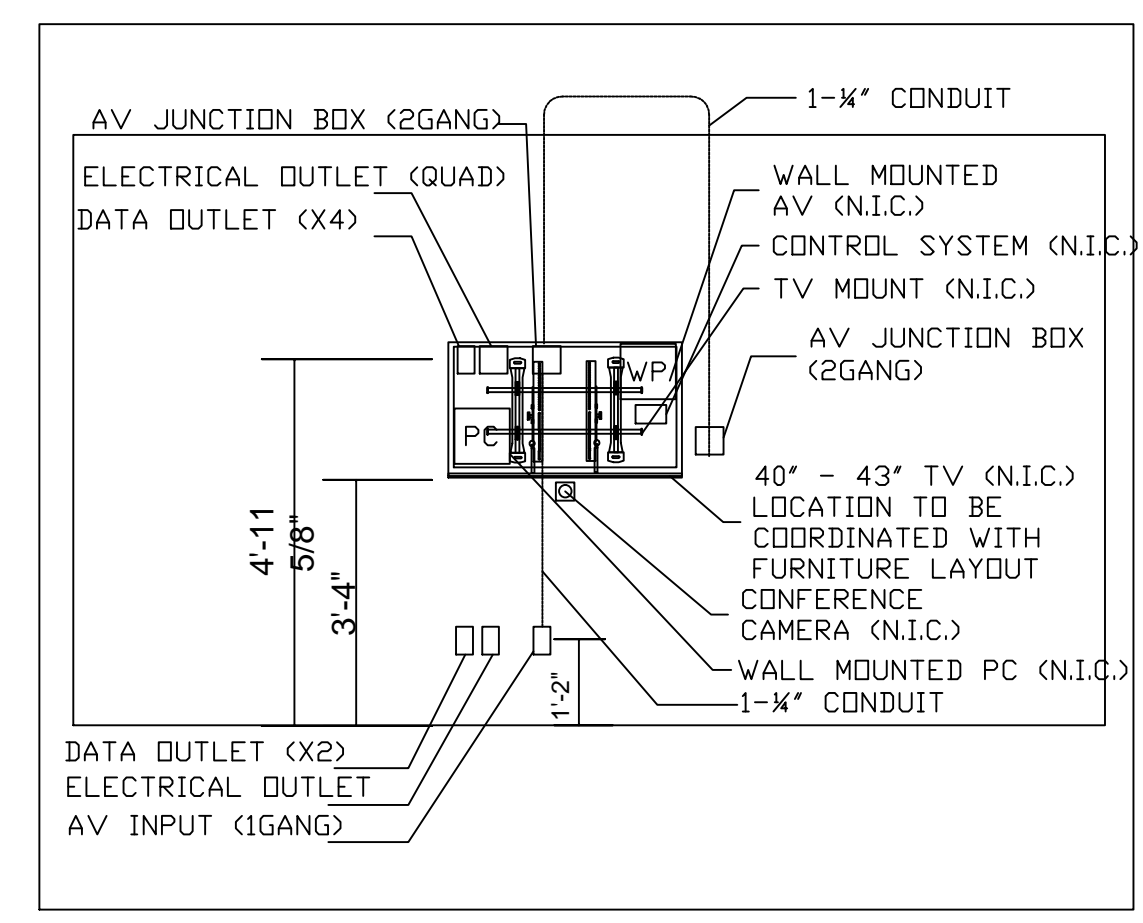 1-¼" CONDUIT
AV JUNCTION BOX (2GANG)
ELECTRICAL OUTLET (QUAD)
DATA OUTLET (X4)
WALL MOUNTED
AV (N.I.C.)
CONTROL SYSTEM (N.I.C.)
TV MOUNT (N.I.C.)
AV JUNCTION BOX
(2GANG)
WP
PC
4'-11
5/8"
3'-4"
1'-2"
40" - 43" TV (N.I.C.)
LOCATION TO BE
COORDINATED WITH
FURNITURE LAYOUT
CONFERENCE
CAMERA (N.I.C.)
WALL MOUNTED PC (N.I.C.)
1-¼" CONDUIT
DATA OUTLET (X2)
ELECTRICAL OUTLET
AV INPUT (1GANG)